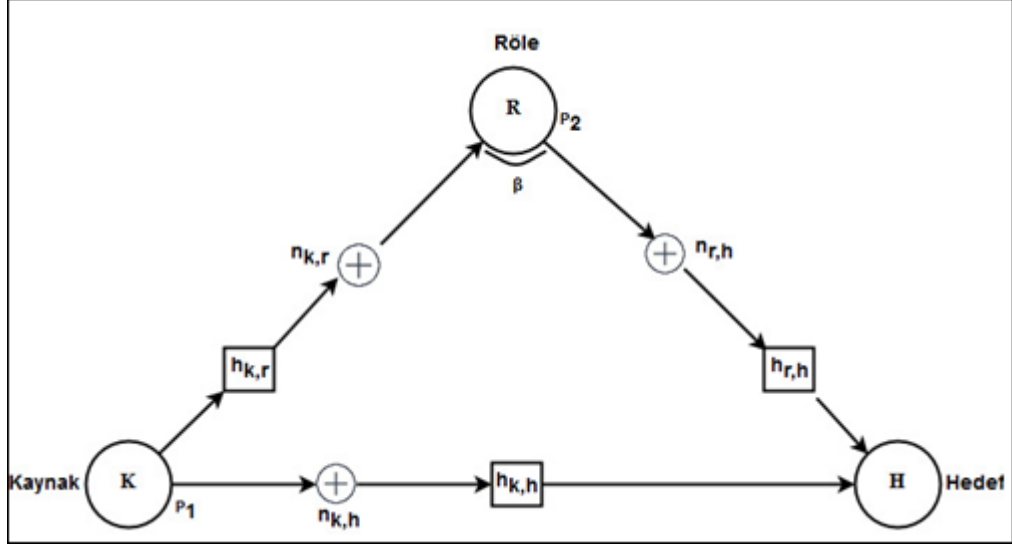 Röle
R
P2
β
nk,r
nr,h
hk,r
hr,h
Kaynak
K
P1
nk,h
hk,h
H
Hedef